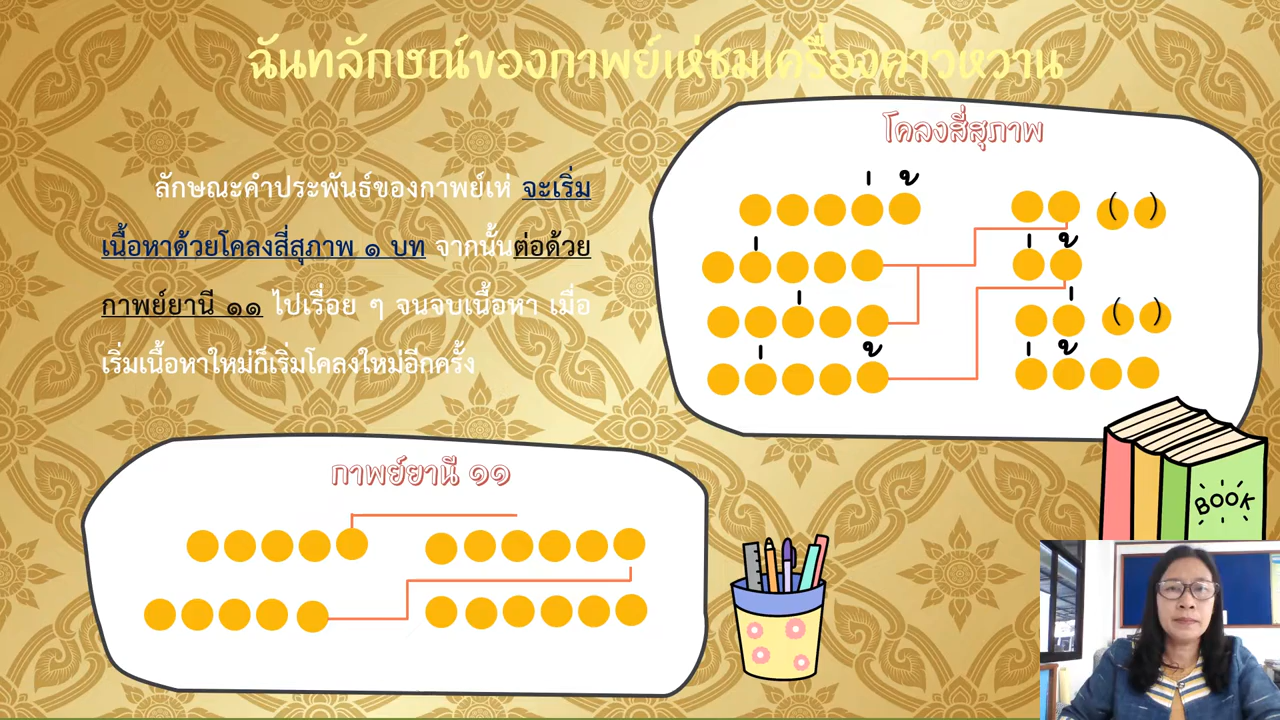 ฉันทลักษณ์ของกาพย์เห่ชมเครื่องคาวหวาน
ลักษณะคำประพันธ์ของกาพย์เห่ จะเริ่ม
เนื้อหาด้วยโคลงสี่สุภาพ ๑ บท จากนั้นต่อด้วย
กาพย์ยานี ๑๑ ไปเรื่อย ๆ จนจบเนื้อหา เมื่อ
เริ่มเนื้อหาใหม่ก็เริ่มโคลงใหม่อีกครั้ง
โคลงสี่สุภาพ
กาพย์ยานี ๑๑
BOOK